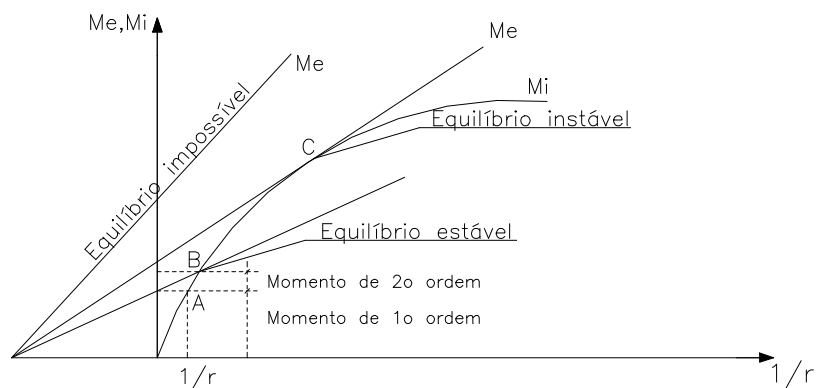 Me,Mi
Me
Me
Mi
Equilíbrio impossível
Equilíbrio instável
C
Equilíbrio estável
B
Momento de 2o ordem
A
Momento de 1o ordem
1/r
1/r